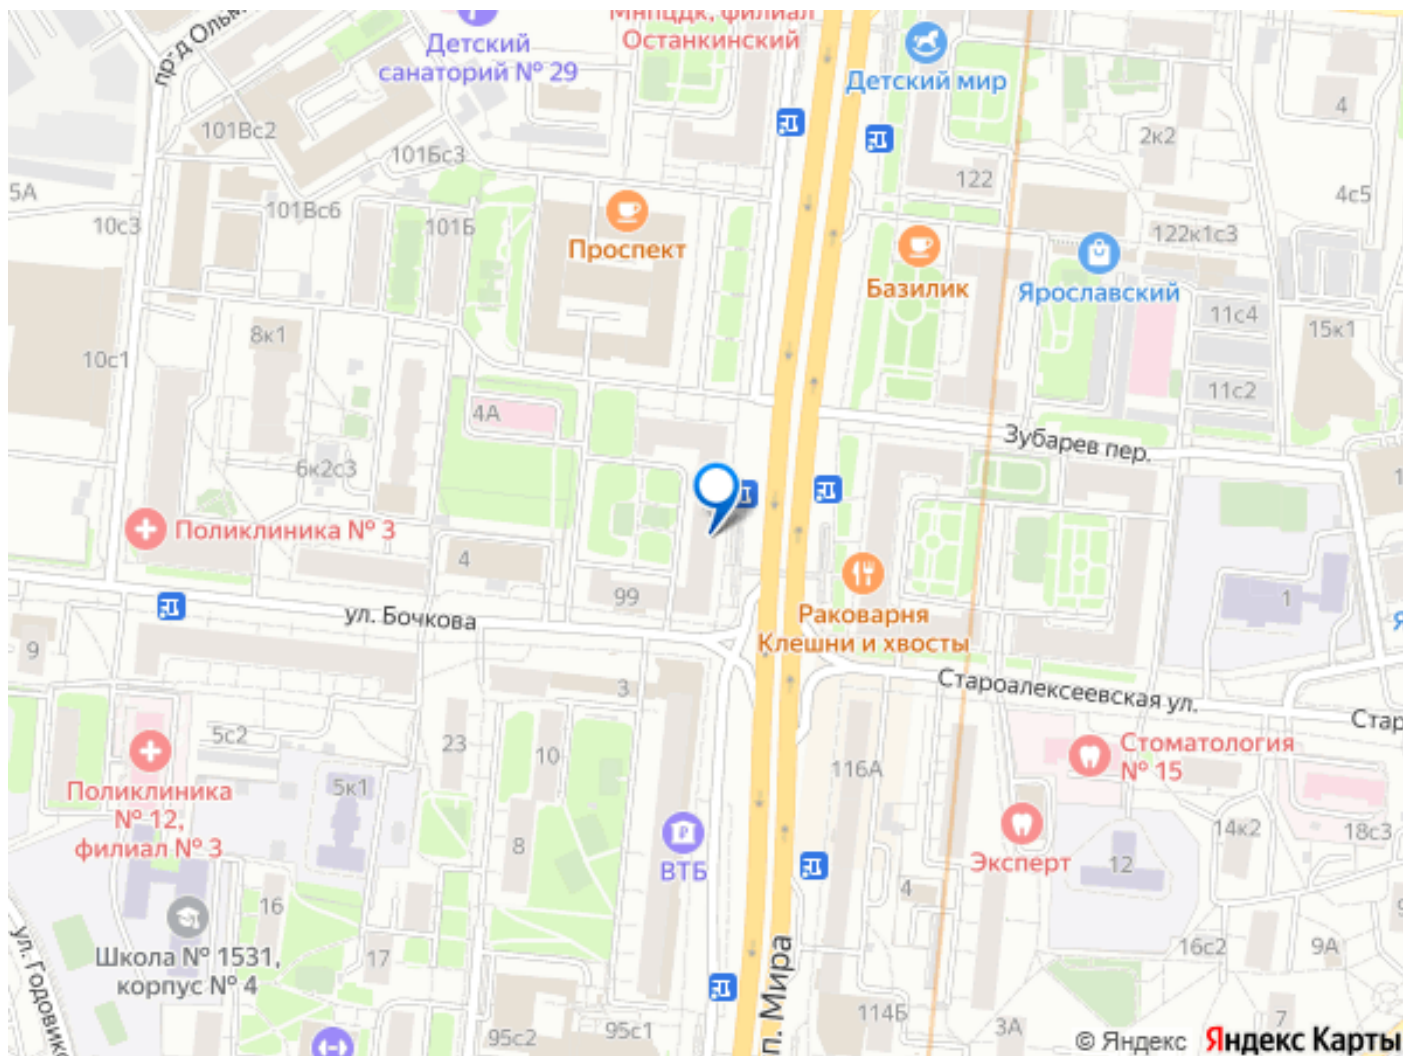 пр-д Ольм
Детский
санаторий № 29
Мнпцдк, филиал
Останкинский
Детский мир
4
101Вс2
101Бс3
2к2
122
5А
4с5
101Вс6
10с3
101Б
122к1с3
Проспект
Базилик
Ярославский
11с4
8к1
15к1
10с1
11с2
4А
Зубарев пер.
6к2с3
Поликлиника № 3
4
99
1
Раковарня
Клешни и хвосты
ул. Бочкова
9
3
Староалексеевская ул.
Стар
5с2
23
10
116А
Стоматология
№ 15
Поликлиника
№ 12,
филиал № 3
5к1
8
ВТБ
Эксперт
12
14к2
18с3
4
16
Школа № 1531,
корпус № 4
17
ул. Годовико
16с2
9А
п. Мира
95с2
95с1
114Б
3А
7
© Яндекс Яндекс Карты